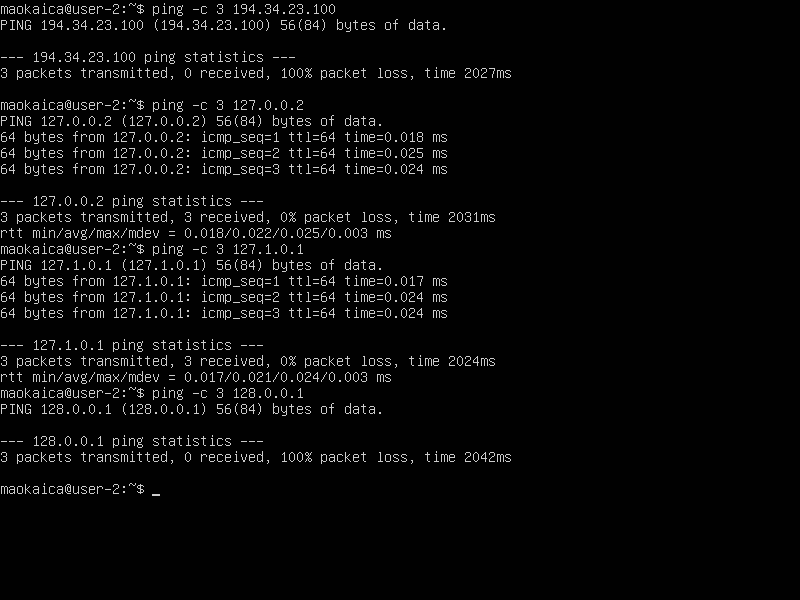 maokaica@user-2:~$ ping -c 3 194.34.23.100
PING 194.34.23.100 (194.34.23.100) 56(84) bytes of data.
--- 194.34.23.100 ping statistics ---
3 packets transmitted, 0 received, 100% packet loss, time 2027ms
maokaica@user-2:~$ ping -c 3 127.0.0.2
PING 127.0.0.2 (127.0.0.2) 56(84) bytes of data.
64 bytes from 127.0.0.2: icmp_seq=1 ttl=64 time=0.018 ms
64 bytes from 127.0.0.2: icmp_seq=2 ttl=64 time=0.025 ms
64 bytes from 127.0.0.2: icmp_seq=3 ttl=64 time=0.024 ms
--- 127.0.0.2 ping statistics ---
3 packets transmitted, 3 received, 0% packet loss, time 2031ms
rtt min/avg/max/mdev = 0.018/0.022/0.025/0.003 ms
maokaica@user-2:~$ ping -c 3 127.1.0.1
PING 127.1.0.1 (127.1.0.1) 56(84) bytes of data.
64 bytes from 127.1.0.1: icmp_seq=1 ttl=64 time=0.017 ms
64 bytes from 127.1.0.1: icmp_seq=2 ttl=64 time=0.024 ms
64 bytes from 127.1.0.1: icmp_seq=3 ttl=64 time=0.024 ms
--- 127.1.0.1 ping statistics ---
3 packets transmitted, 3 received, 0% packet loss, time 2024ms
rtt min/avg/max/mdev = 0.017/0.021/0.024/0.003 ms
maokaica@user-2:~$ ping -c 3 128.0.0.1
PING 128.0.0.1 (128.0.0.1) 56(84) bytes of data.
--- 128.0.0.1 ping statistics ---
3 packets transmitted, 0 received, 100% packet loss, time 2042ms
maokaica@user-2:~$ _